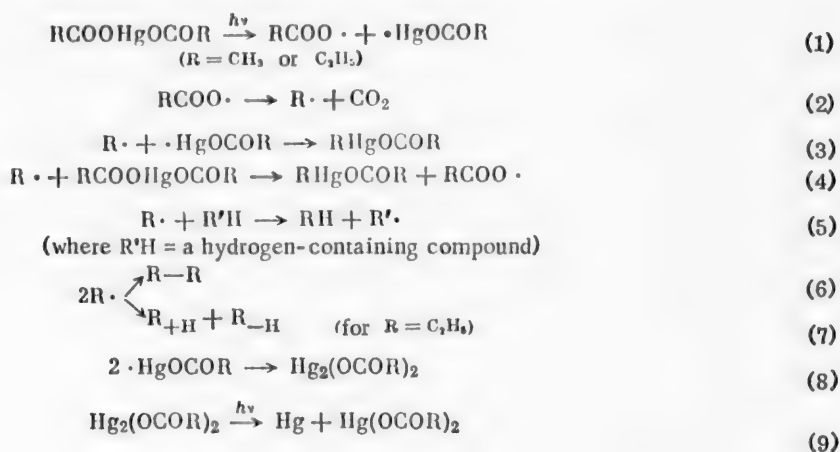 RCOOHgOCOR —hν→ RCOO · + •HgOCOR (1)
(R = CH₃ or C₂H₅)
RCOO· ⟶ R· + CO₂ (2)
R· + ·HgOCOR ⟶ RHgOCOR (3)
R • + RCOOHgOCOR ⟶ RHgOCOR + RCOO · (4)
R· + R'H ⟶ RH + R'· (5)
(where R'H = a hydrogen-containing compound)
R—R (6)
2R·
R₊H + R₋H (for R = C₂H₅) (7)
2 ·HgOCOR ⟶ Hg₂(OCOR)₂ (8)
Hg₂(OCOR)₂ —hν→ Hg + Hg(OCOR)₂ (9)